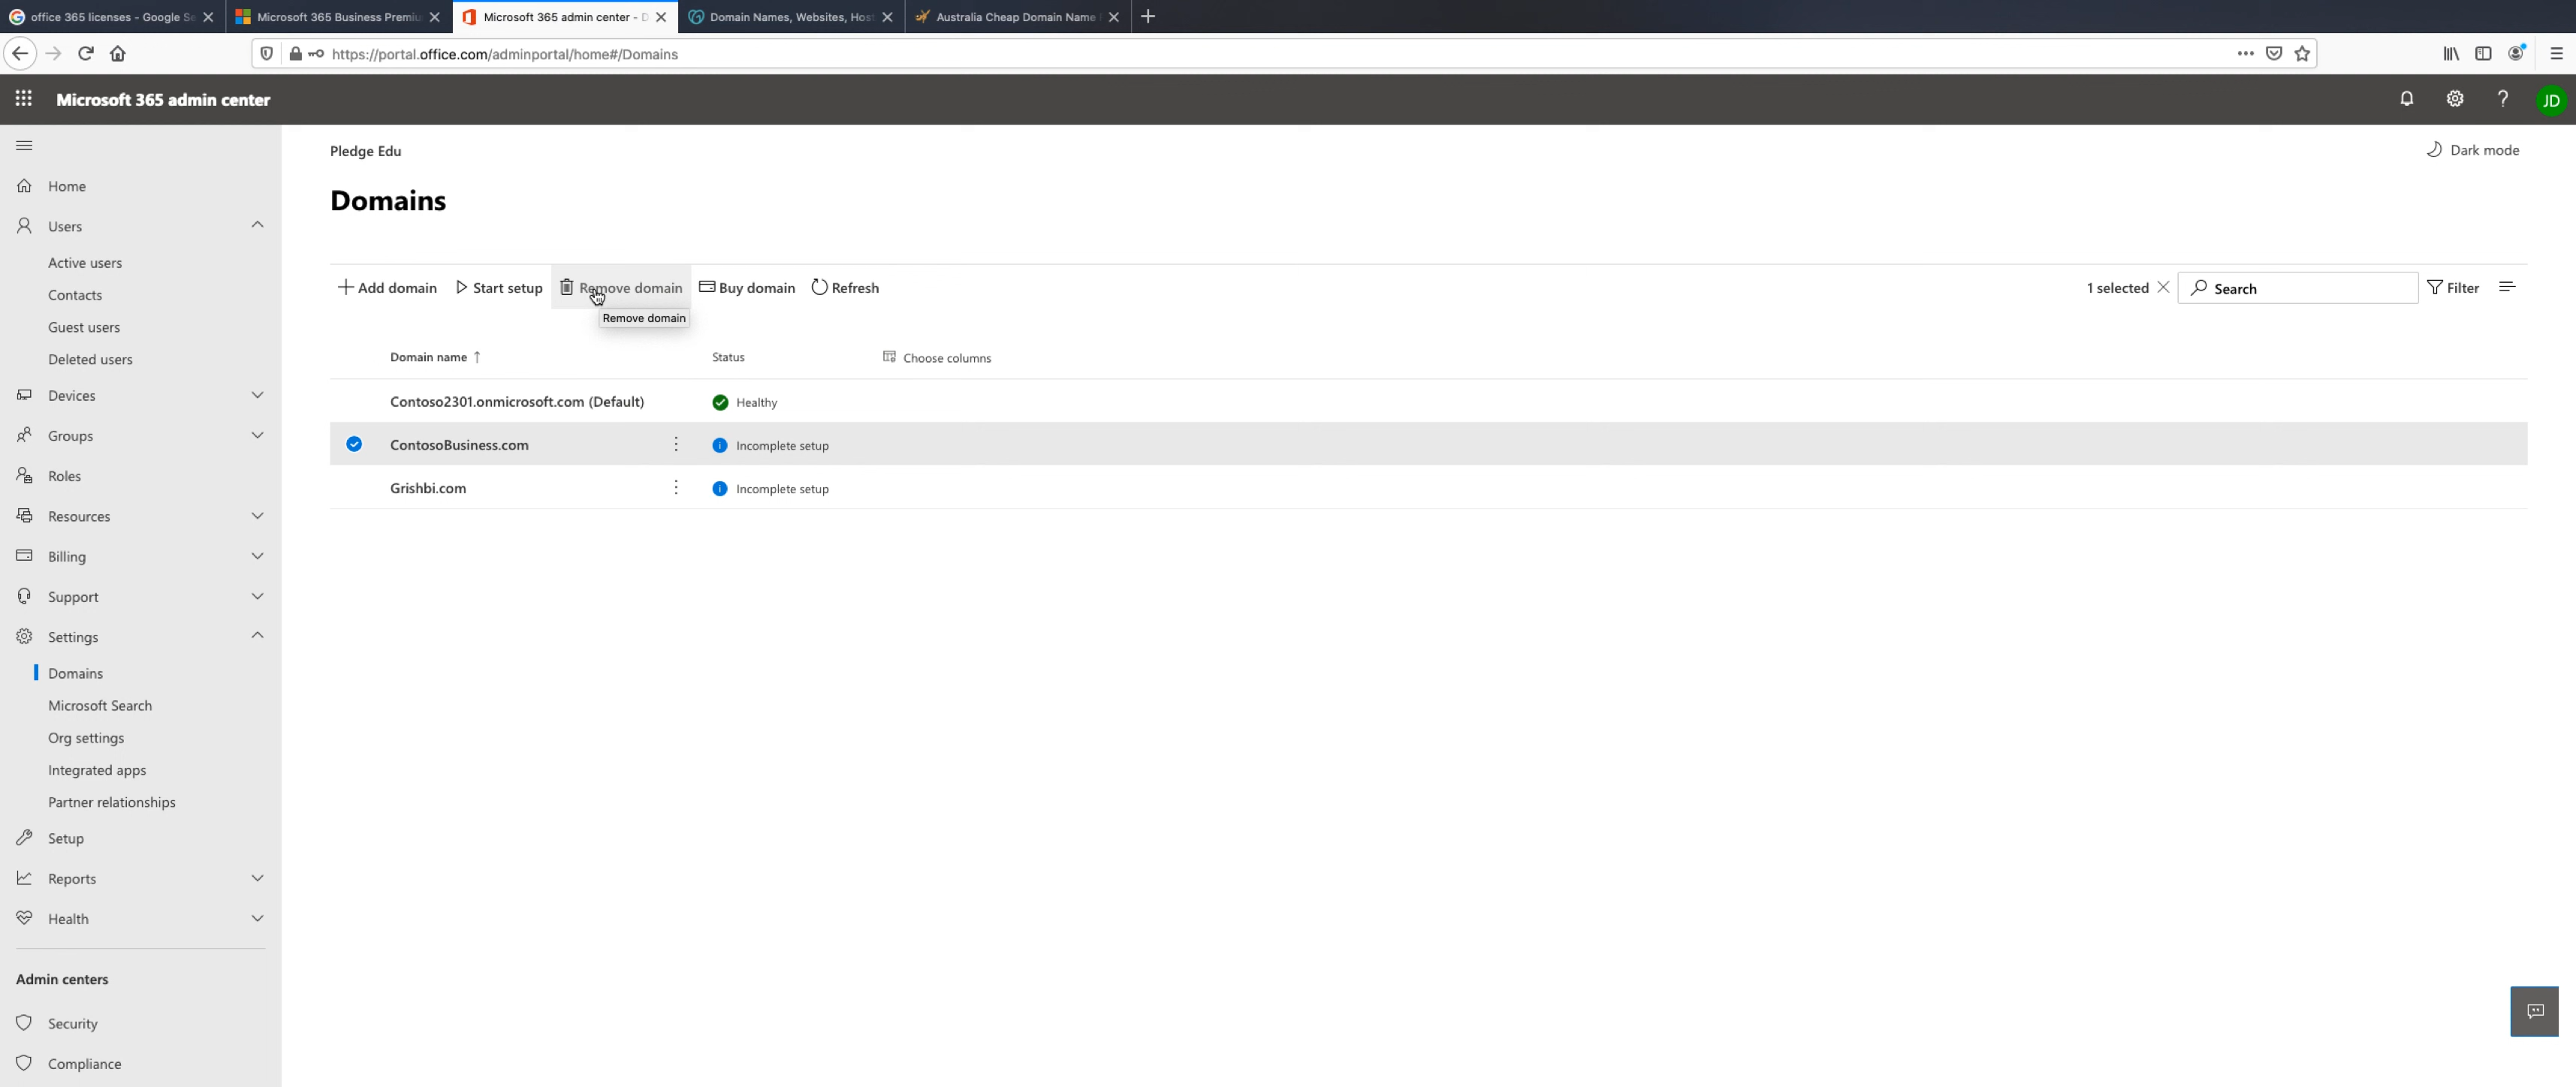 office 365 licenses - Google Se
Microsoft 365 Business Premiu
Microsoft 365 admin center - D
Domain Names, Websites, Host
Australia Cheap Domain Name
https://portal.office.com/adminportal/home#/Domains
Microsoft 365 admin center
JD
Pledge Edu
Dark mode
Domains
Home
Users
Active users
Contacts
Guest users
Deleted users
Devices
Groups
Roles
Resources
Billing
Support
Settings
Domains
Microsoft Search
Org settings
Integrated apps
Partner relationships
Setup
Reports
Health
Admin centers
Security
Compliance
Add domain Start setup Remove domain Buy domain Refresh
1 selected Search Filter
Remove domain
Domain name ↑ Status Choose columns
Contoso2301.onmicrosoft.com (Default) Healthy
ContosoBusiness.com Incomplete setup
Grishbi.com Incomplete setup